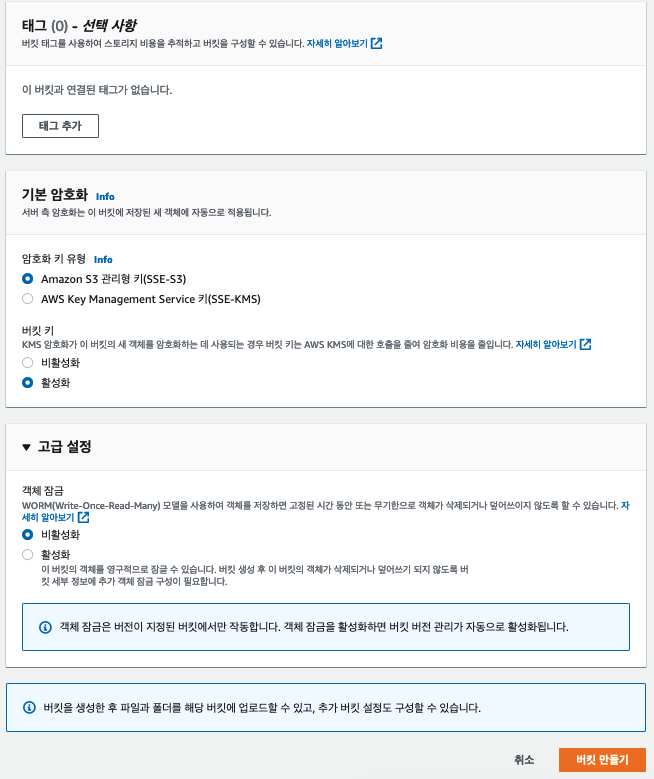 태그 (0) - 선택 사항
버킷 태그를 사용하여 스토리지 비용을 추적하고 버킷을 구성할 수 있습니다. 자세히 알아보기
이 버킷과 연결된 태그가 없습니다.
태그 추가
기본 암호화 Info
서버 측 암호화는 이 버킷에 저장된 새 객체에 자동으로 적용됩니다.
암호화 키 유형 Info
Amazon S3 관리형 키(SSE-S3)
AWS Key Management Service 키(SSE-KMS)
버킷 키
KMS 암호화가 이 버킷의 새 객체를 암호화하는 데 사용되는 경우 버킷 키는 AWS KMS에 대한 호출을 줄여 암호화 비용을 줄입니다. 자세히 알아보기
비활성화
활성화
▼ 고급 설정
객체 잠금
WORM(Write-Once-Read-Many) 모델을 사용하여 객체를 저장하면 고정된 시간 동안 또는 무기한으로 객체가 삭제되거나 덮어쓰이지 않도록 할 수 있습니다. 자
세히 알아보기
비활성화
활성화
이 버킷의 객체를 영구적으로 잠글 수 있습니다. 버킷 생성 후 이 버킷의 객체가 삭제되거나 덮어쓰기 되지 않도록 버
킷 세부 정보에 추가 객체 잠금 구성이 필요합니다.
객체 잠금은 버전이 지정된 버킷에서만 작동합니다. 객체 잠금을 활성화하면 버킷 버전 관리가 자동으로 활성화됩니다.
버킷을 생성한 후 파일과 폴더를 해당 버킷에 업로드할 수 있고, 추가 버킷 설정도 구성할 수 있습니다.
취소 버킷 만들기